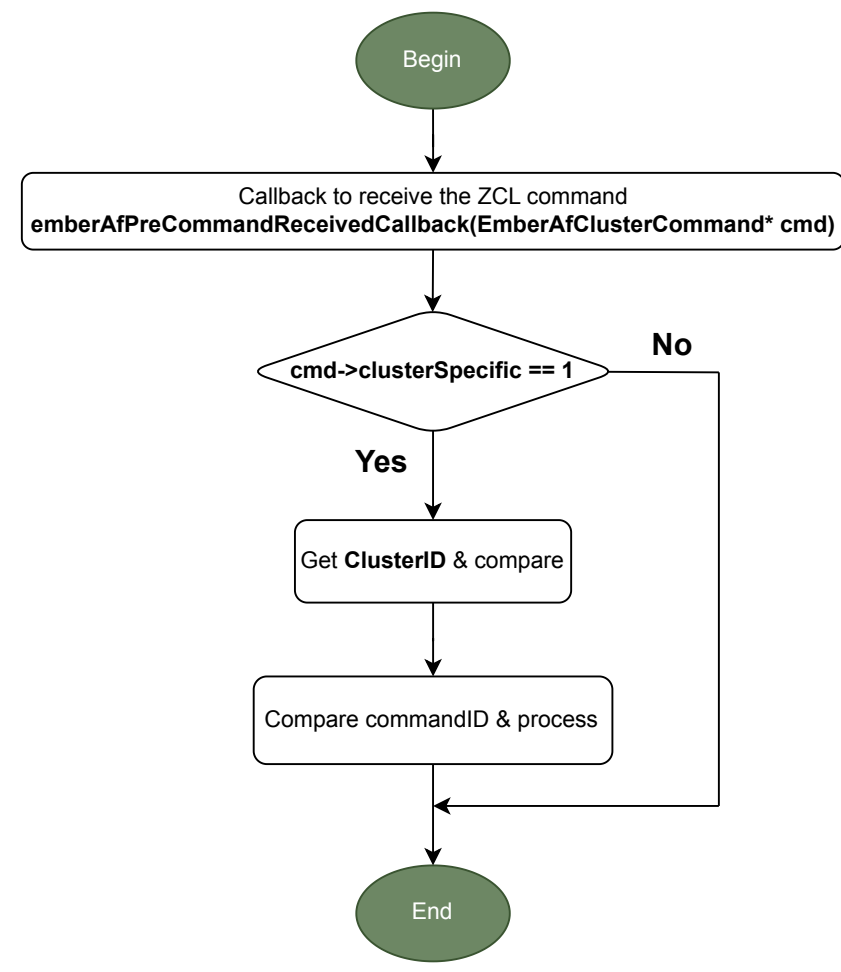 Begin
Callback to receive the ZCL command
emberAfPreCommandReceivedCallback(EmberAfClusterCommand* cmd)
cmd->clusterSpecific == 1
No
Yes
Get ClusterID & compare
Compare commandID & process
End